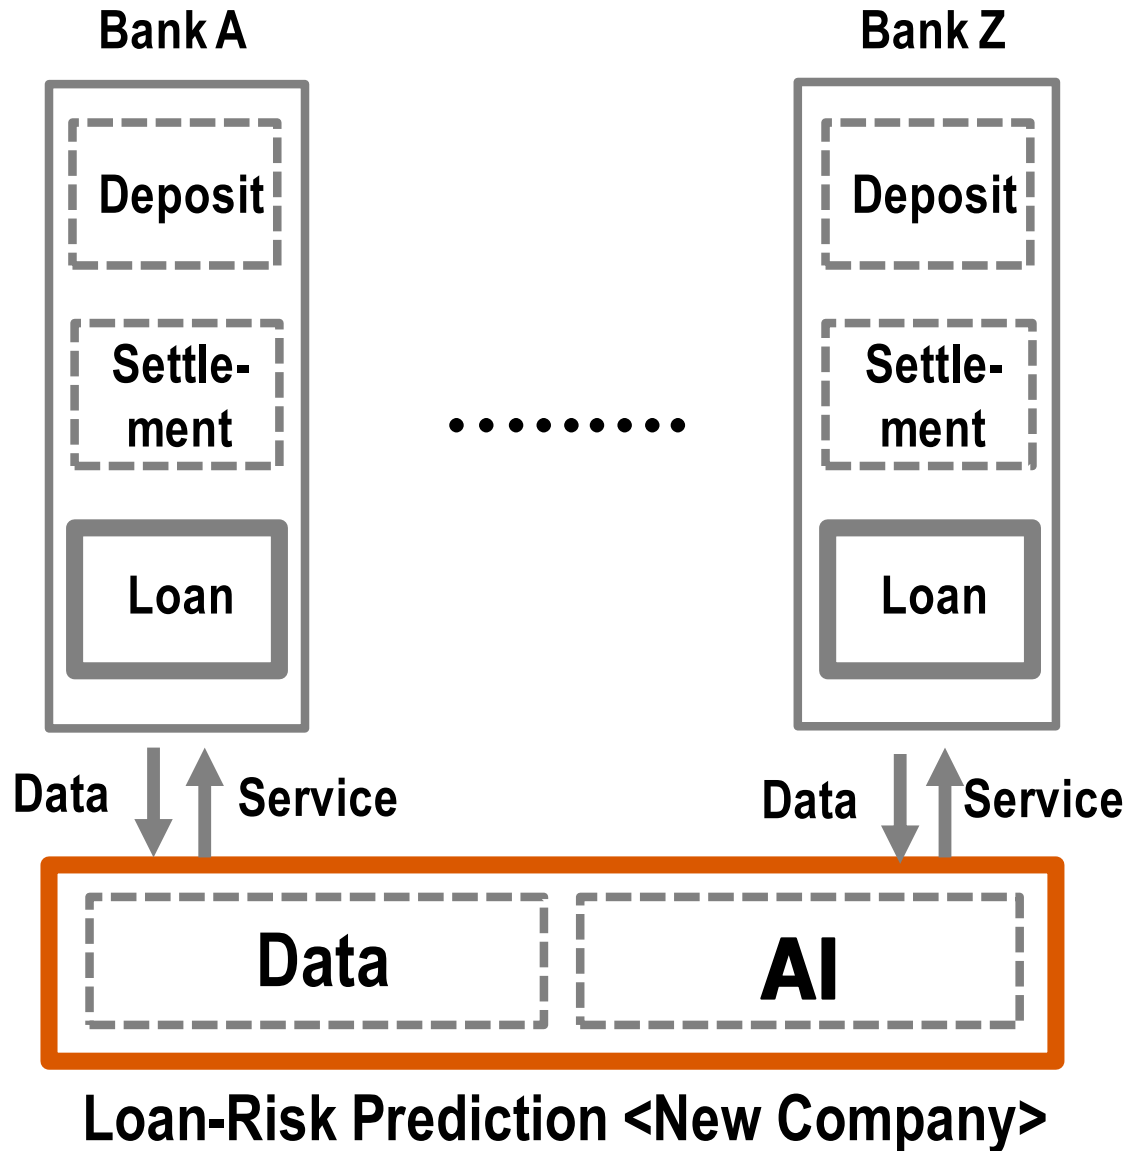 Bank A
Bank Z
Deposit
Deposit
Settle-
ment
Settle-
ment
.........
Loan
Loan
Data
Service
Data
Service
Data
AI
Loan-Risk Prediction <New Company>